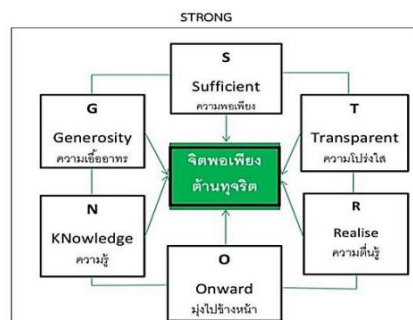 STRONG
S
Sufficient
ความพอเพียง
G
Generosity
ความเอื้ออาทร
T
Transparent
ความโปร่งใส
จิตพอเพียง
ต้านทุจริต
N
KNowledge
ความรู้
R
Realise
ความตื่นรู้
O
Onward
มุ่งไปข้างหน้า